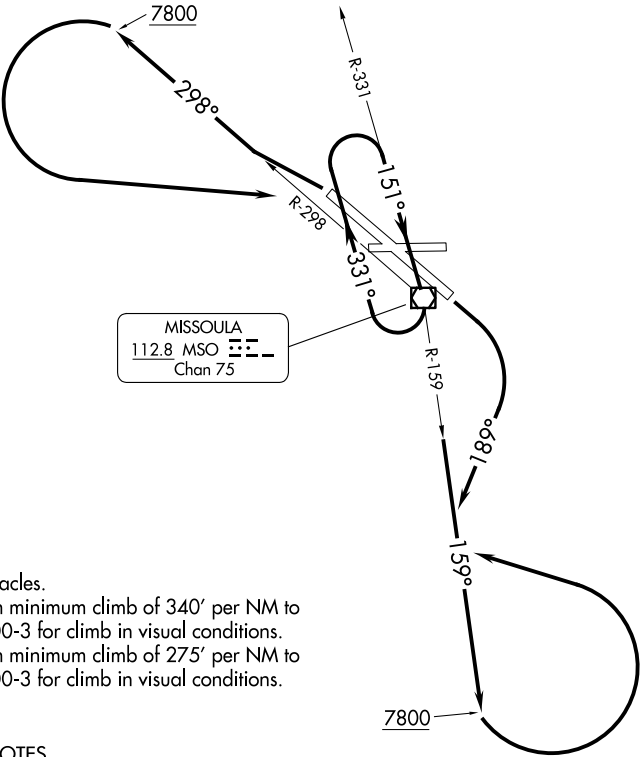 7800
298°
R-331
151°
R-298
331°
MISSOULA
112.8 MSO
Chan 75
R-159
189°
159°
acles.
minimum climb of 340' per NM to
0-3 for climb in visual conditions.
minimum climb of 275' per NM to
0-3 for climb in visual conditions.
7800
OTES